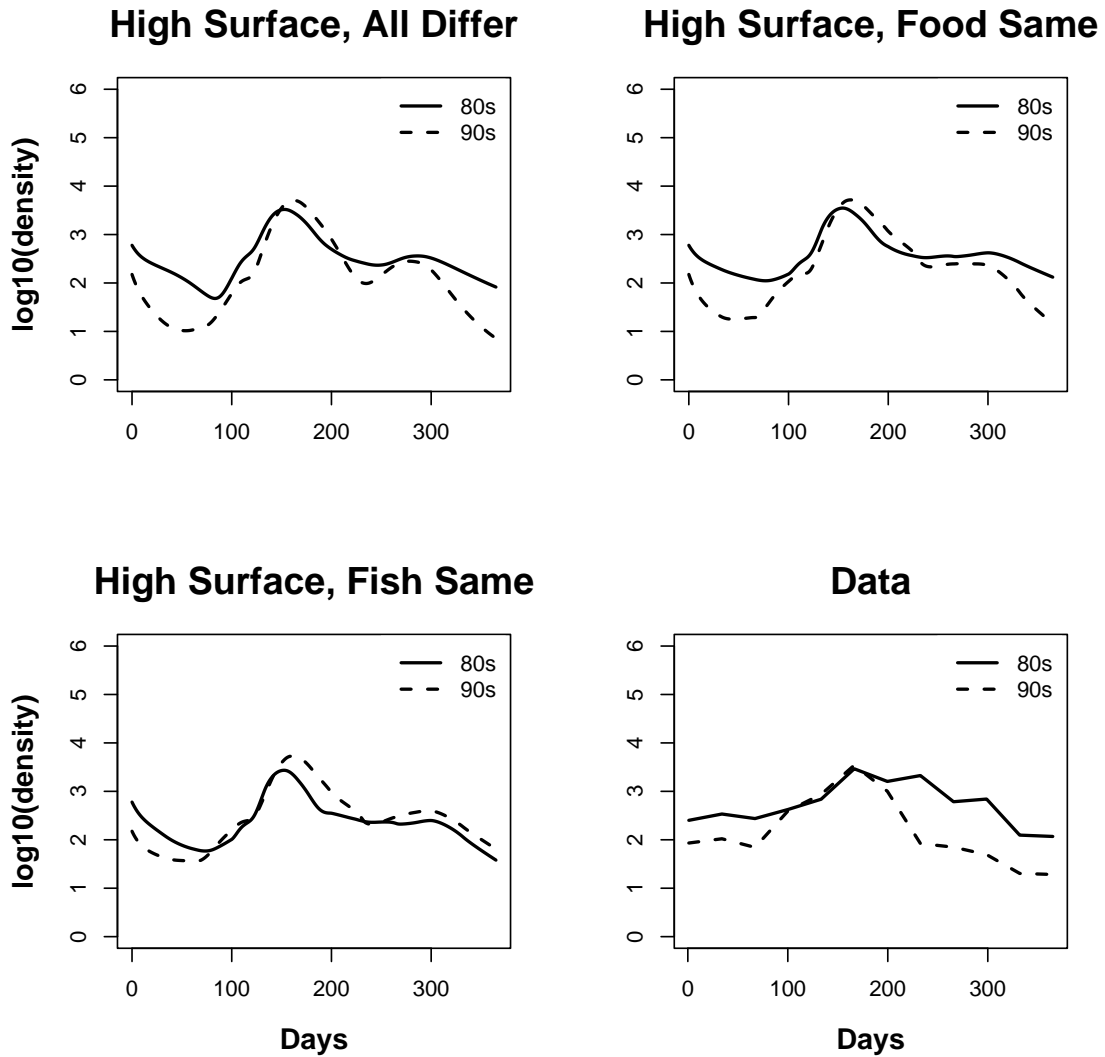 High Surface, All Differ
log10(density)
0 1 2 3 4 5 6
80s
90s
0 100 200 300
High Surface, Food Same
0 1 2 3 4 5 6
80s
90s
0 100 200 300
High Surface, Fish Same
log10(density)
0 1 2 3 4 5 6
80s
90s
0 100 200 300
Days
Data
0 1 2 3 4 5 6
80s
90s
0 100 200 300
Days